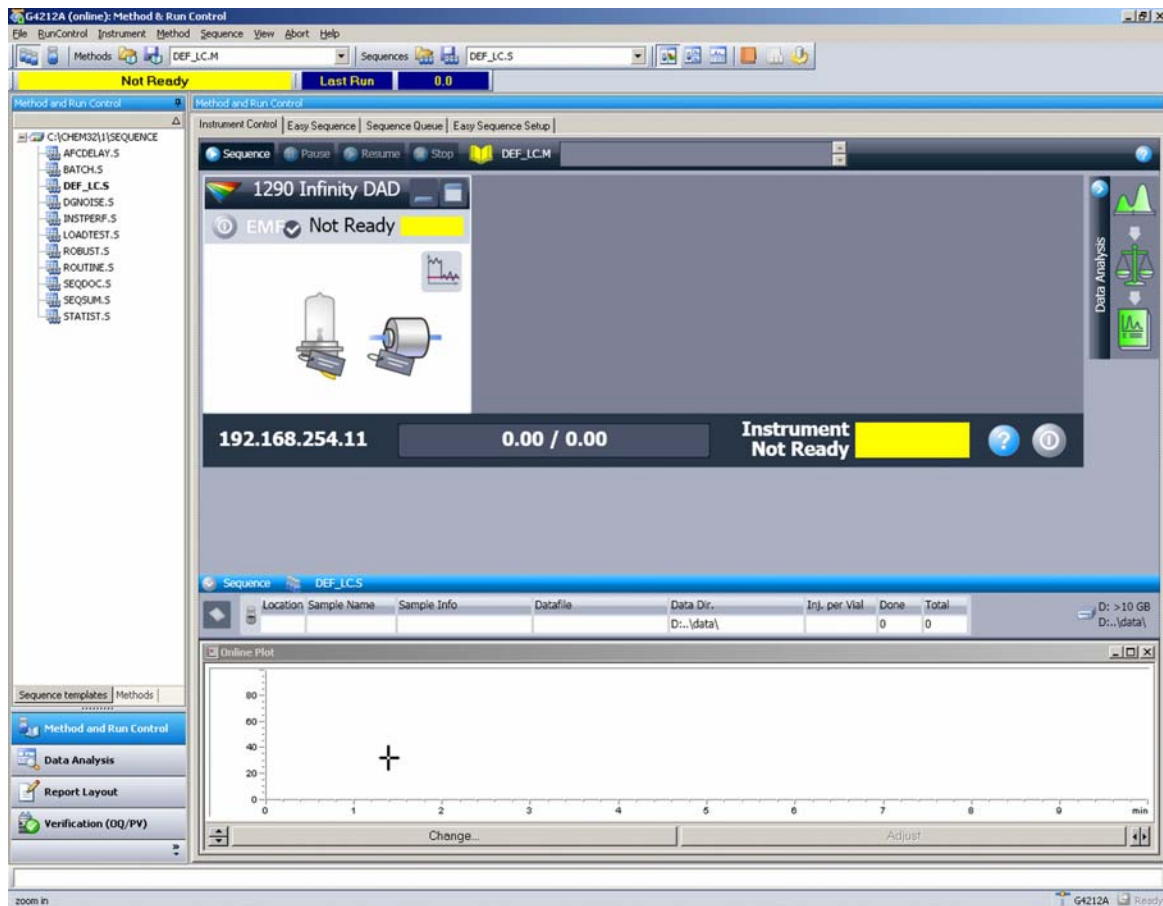 G4212A (online): Method & Run Control
File RunControl Instrument Method Sequence View Abort Help
Methods DEF_LC.M Sequences DEF_LC.S
Not Ready Last Run 0.0
Method and Run Control
Method and Run Control
Instrument Control Easy Sequence Sequence Queue Easy Sequence Setup
C:\CHEM32\1\SEQUENCE
AFCDELAY.S
BATCH.S
DEF_LC.S
DGNOISE.S
INSTPERF.S
LOADTEST.S
ROBUST.S
ROUTINE.S
SEQDOC.S
SEQSUM.S
STATIST.S
Sequence Pause Resume Stop DEF_LC.M
1290 Infinity DAD
EMF Not Ready
Data Analysis
192.168.254.11 0.00 / 0.00 Instrument
Not Ready
Sequence DEF_LC.S
Location Sample Name Sample Info Datafile Data Dir. Inj. per Vial Done Total
D:..\data\ 0 0
D: >10 GB
D:..\data\
Online Plot
80
60
40
20
0
0 1 2 3 4 5 6 7 8 9 min
Change... Adjust
Sequence templates Methods
Method and Run Control
Data Analysis
Report Layout
Verification (OQ/PV)
zoom in G4212A Ready